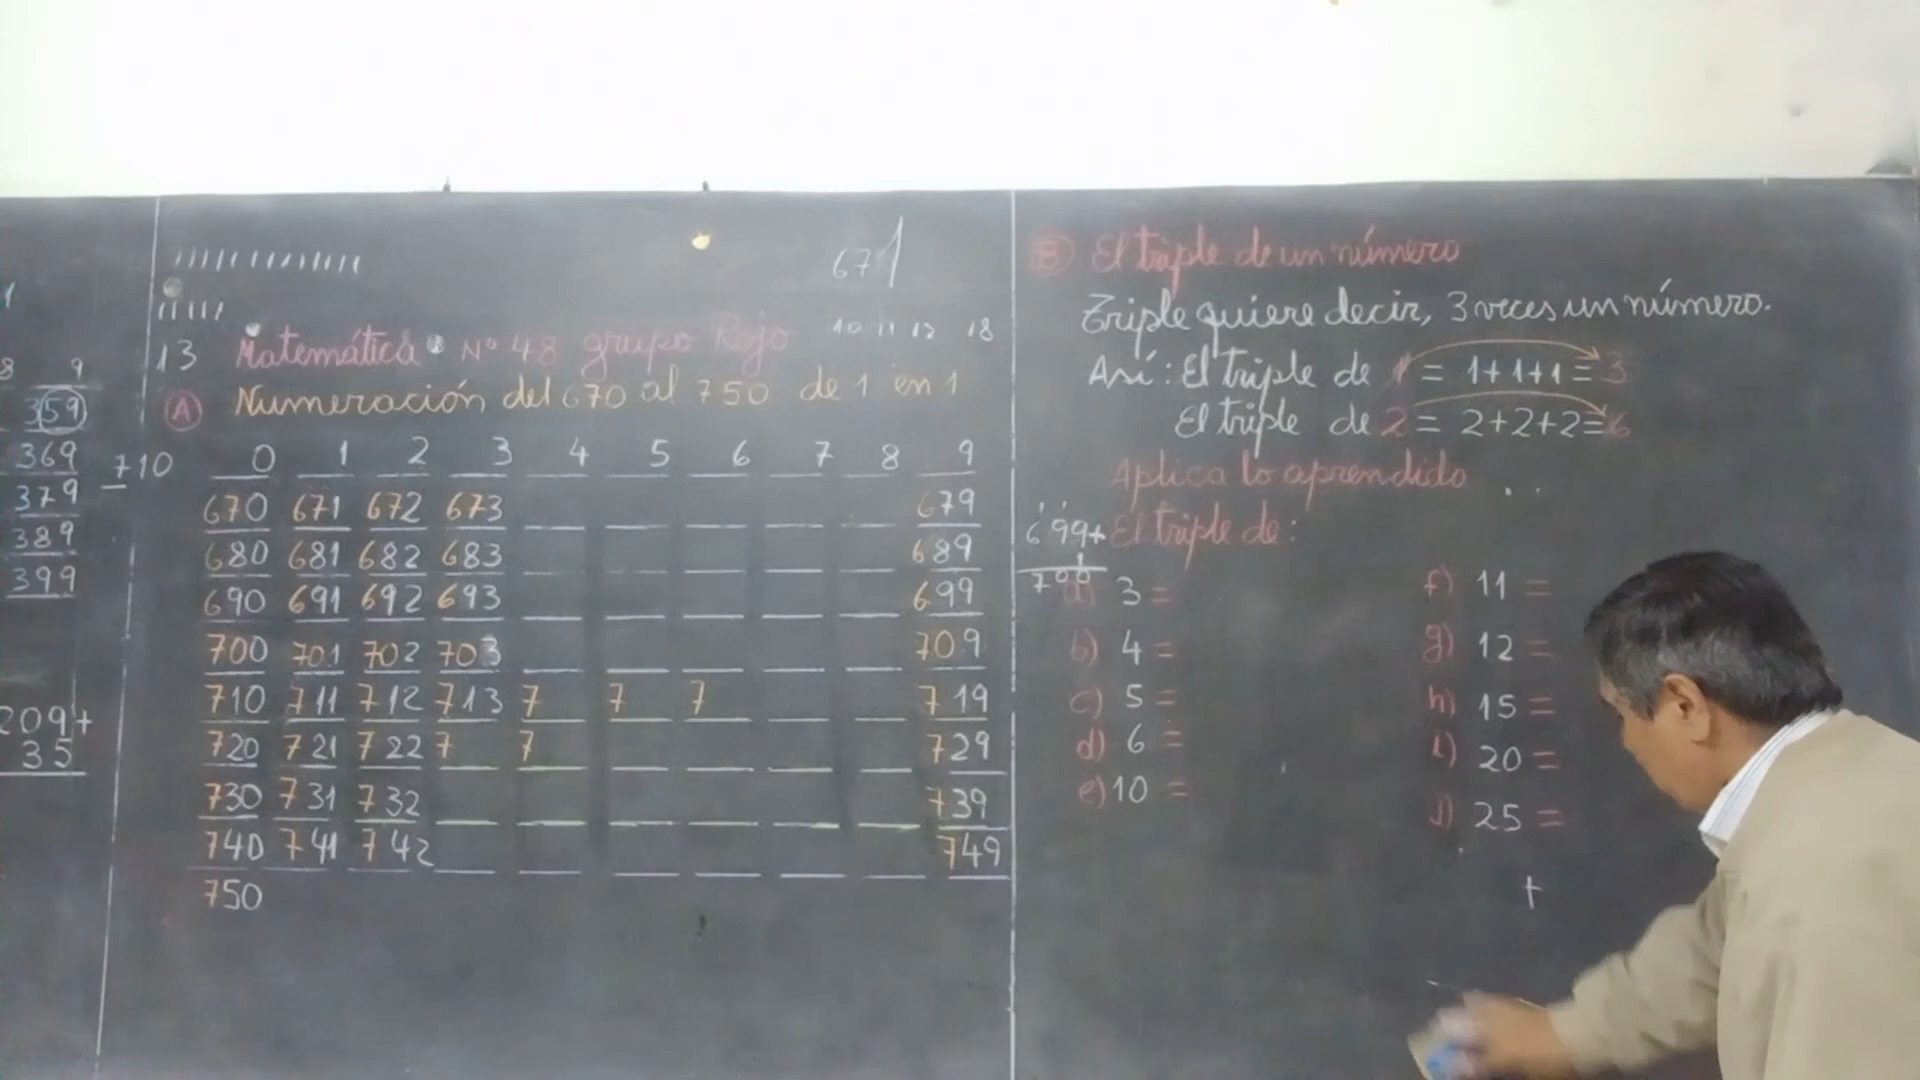 1
8 9
359
369
379
389
399
209+
35
671
10 11 12 18
13
Matemática Nº 48 grupo Rojo
A Numeración del 670 al 750 de 1 en 1
710
0 1 2 3 4 5 6 7 8 9
670 671 672 673 679
680 681 682 683 689
690 691 692 693 699
700 701 702 703 709
710 711 712 713 7 7 7 719
720 721 722 7 7 729
730 731 732 739
740 741 742 749
750
B El triple de un número
Triple quiere decir, 3 veces un número.
Así: El triple de 1 = 1+1+1=3
El triple de 2 = 2+2+2=6
Aplica lo aprendido
El triple de:
699+
1
700
a) 3 =
b) 4 =
c) 5 =
d) 6 =
e) 10 =
f) 11 =
g) 12 =
h) 15 =
i) 20 =
j) 25 =
+